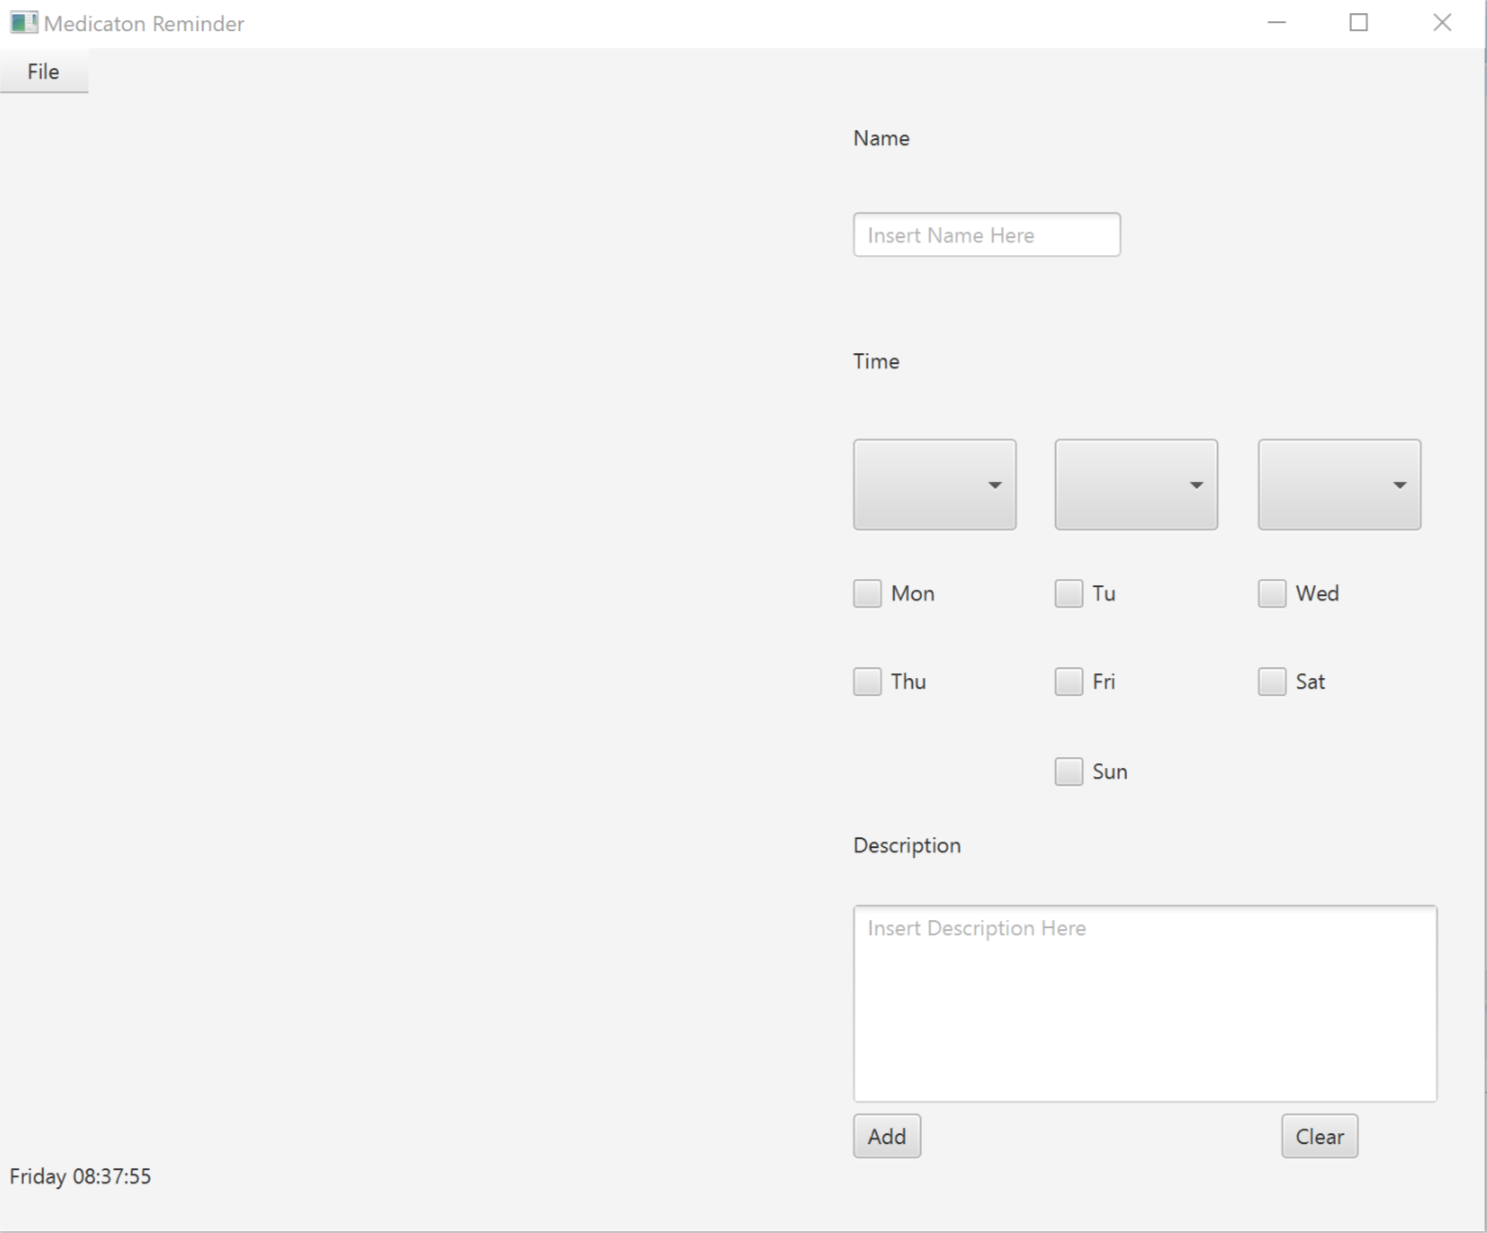 Medicaton Reminder
File
Name
Insert Name Here
Time
Mon Tu Wed
Thu Fri Sat
Sun
Description
Insert Description Here
Add Clear
Friday 08:37:55